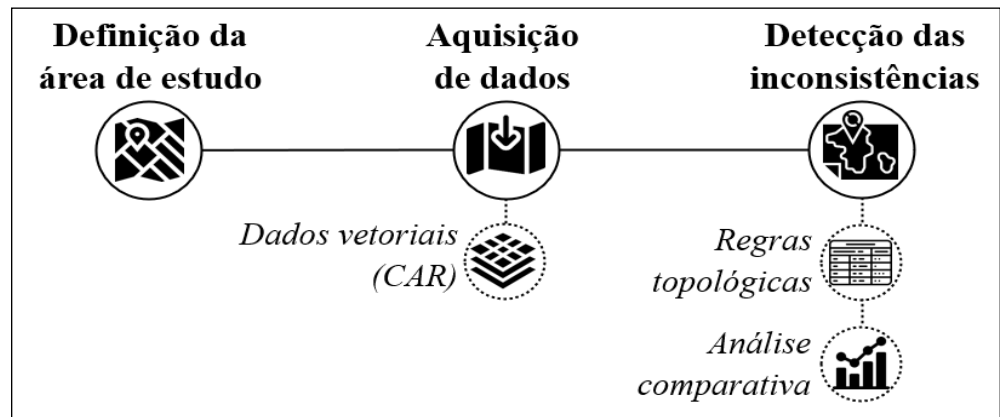 Definição da
área de estudo
Aquisição
de dados
Detecção das
inconsistências
Dados vetoriais
(CAR)
Regras
topológicas
Análise
comparativa